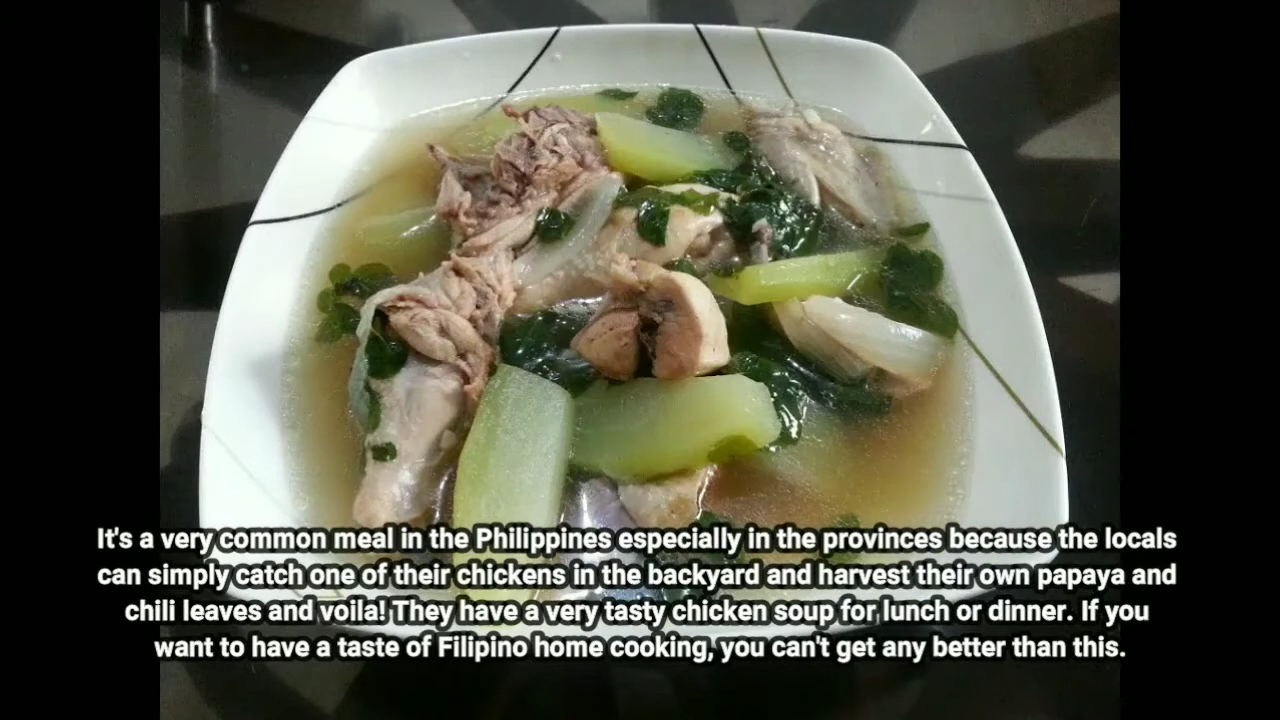 It's a very common meal in the Philippines especially in the provinces because the locals
can simply catch one of their chickens in the backyard and harvest their own papaya and
chili leaves and voila! They have a very tasty chicken soup for lunch or dinner. If you
want to have a taste of Filipino home cooking, you can't get any better than this.